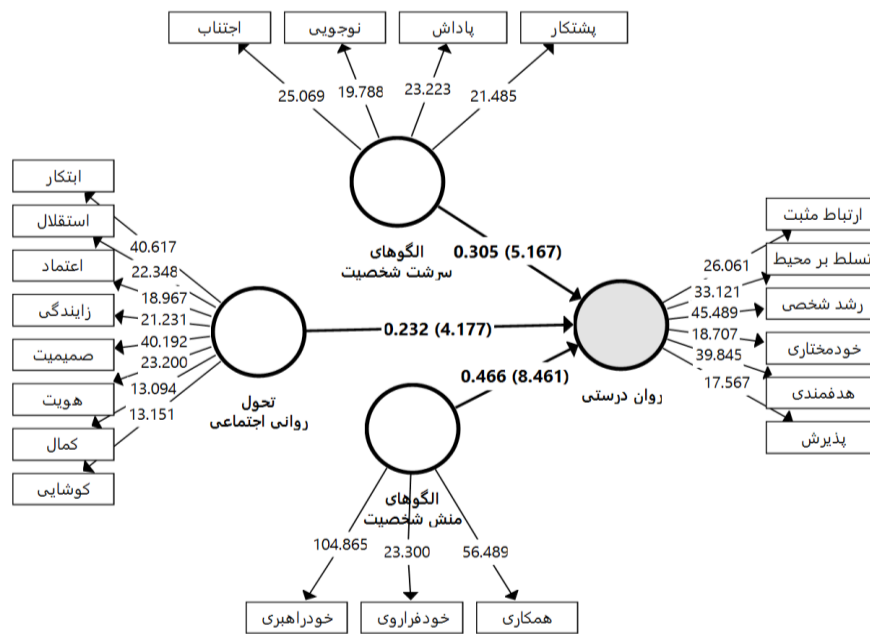 اجتناب
نوجویی
پاداش
پشتکار
25.069
19.788
23.223
21.485
الگوهای
سرشت شخصیت
0.305 (5.167)
ابتکار
استقلال
اعتماد
زایندگی
صمیمیت
هویت
کمال
کوشایی
40.617
22.348
18.967
21.231
40.192
23.200
13.094
13.151
تحول
روانی اجتماعی
0.232 (4.177)
0.466 (8.461)
روان درستی
26.061
33.121
45.489
18.707
39.845
17.567
ارتباط مثبت
تسلط بر محیط
رشد شخصی
خودمختاری
هدفمندی
پذیرش
الگوهای
منش شخصیت
104.865
23.300
56.489
خودراهبری
خودفراروی
همکاری